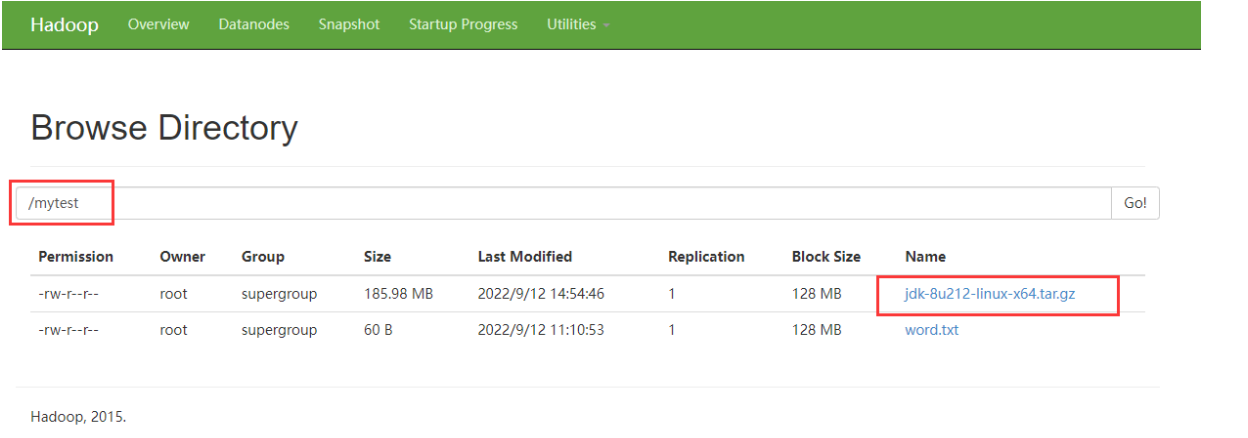 Hadoop Overview Datanodes Snapshot Startup Progress Utilities
Browse Directory
/mytest Go!
Permission Owner Group Size Last Modified Replication Block Size Name
-rw-r--r-- root supergroup 185.98 MB 2022/9/12 14:54:46 1 128 MB jdk-8u212-linux-x64.tar.gz
-rw-r--r-- root supergroup 60 B 2022/9/12 11:10:53 1 128 MB word.txt
Hadoop, 2015.